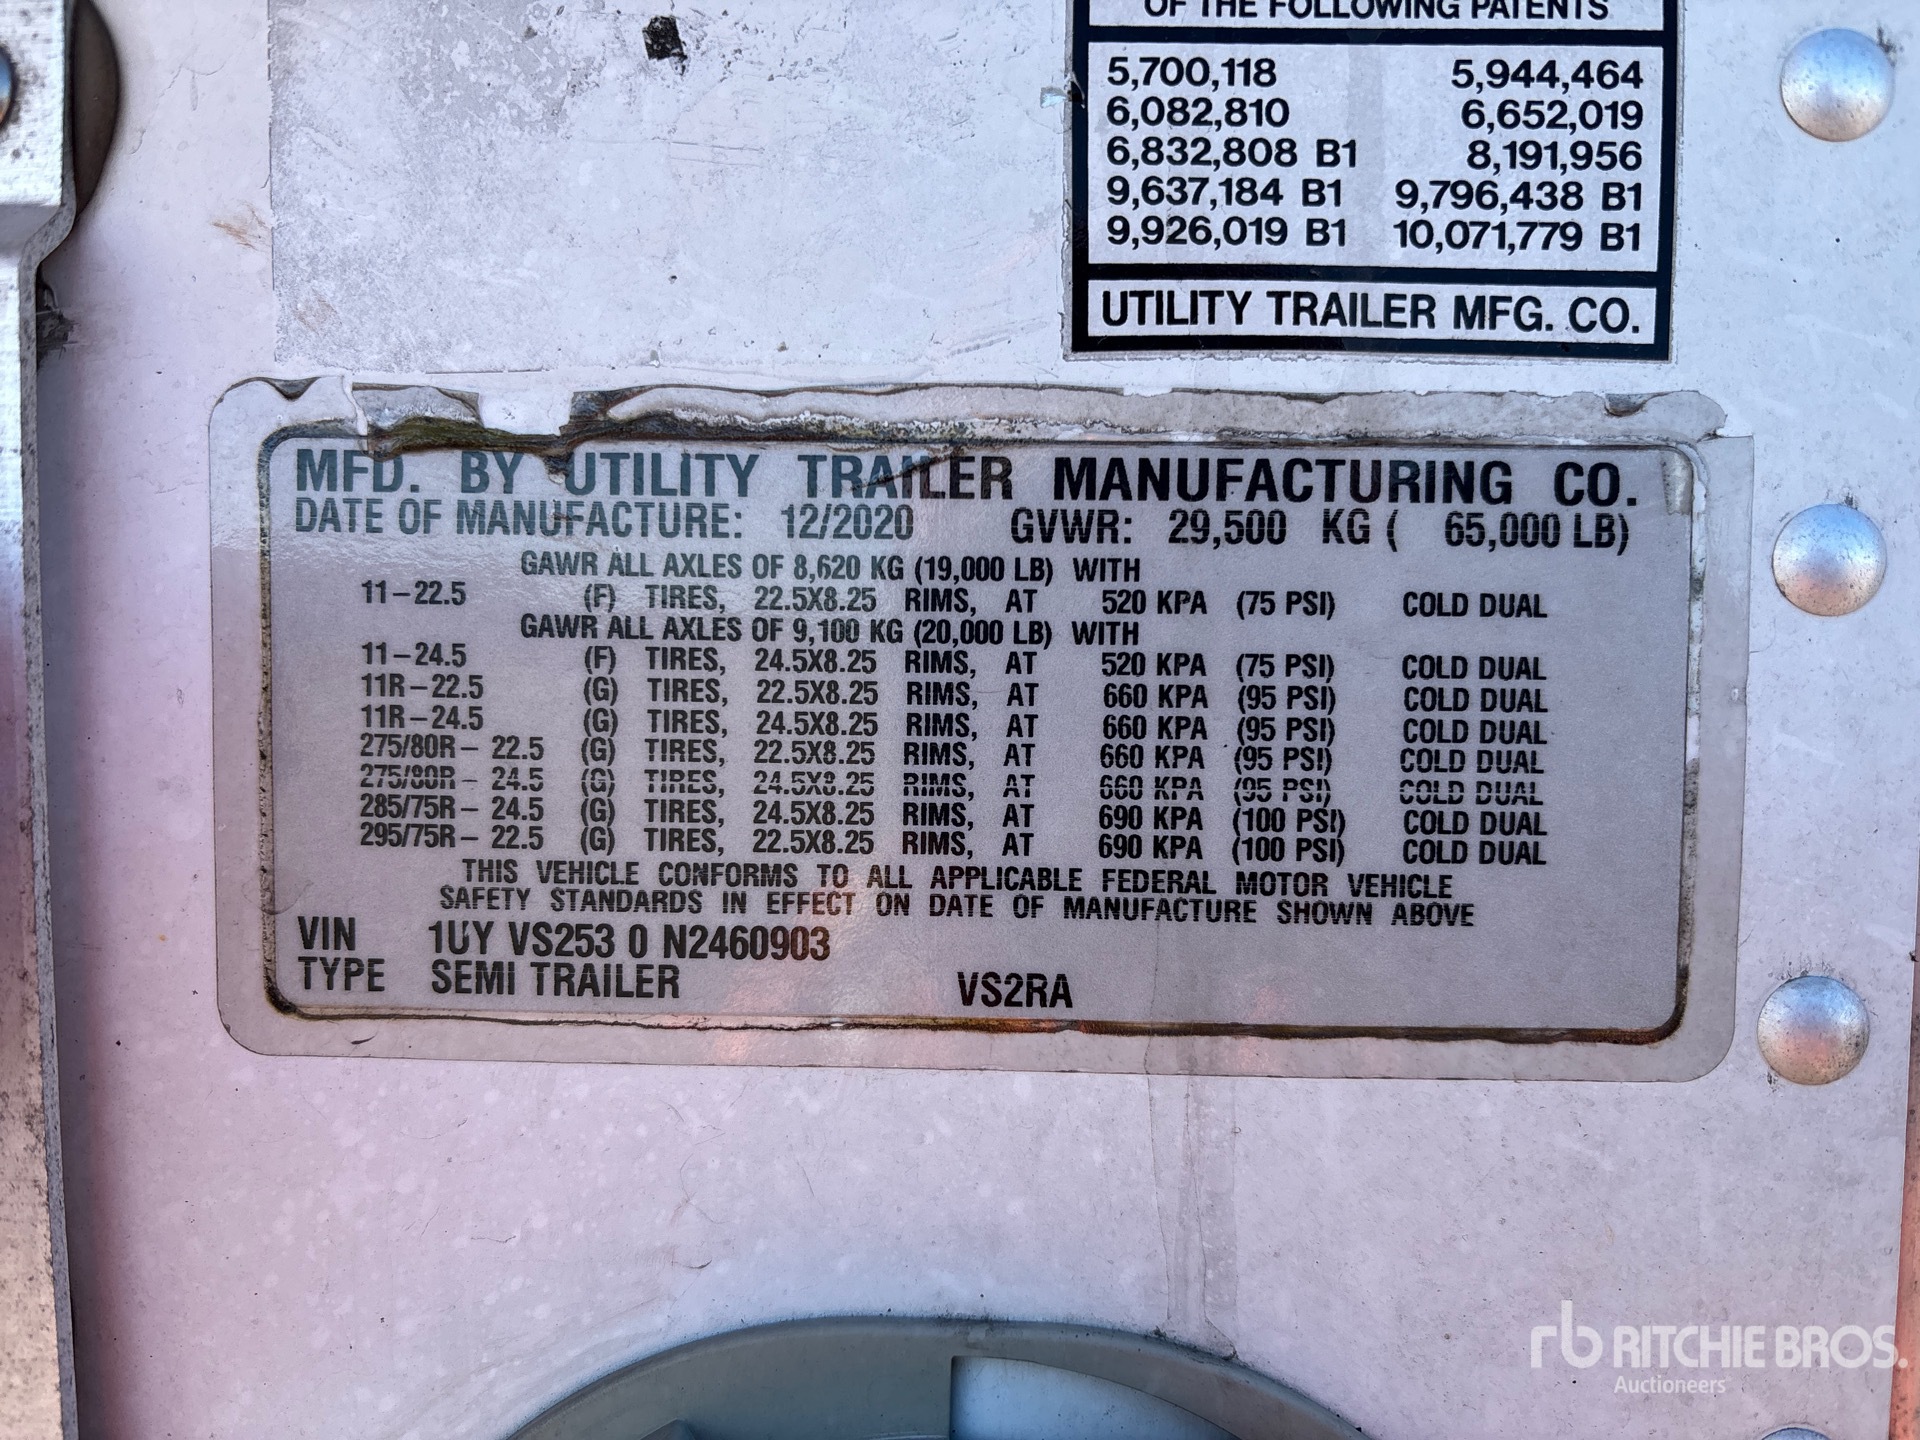 OF THE FOLLOWING PATENTS
5,700,118 5,944,464
6,082,810 6,652,019
6,832,808 B1 8,191,956
9,637,184 B1 9,796,438 B1
9,926,019 B1 10,071,779 B1
UTILITY TRAILER MFG. CO.
MFD. BY UTILITY TRAILER MANUFACTURING CO.
DATE OF MANUFACTURE: 12/2020 GVWR: 29,500 KG ( 65,000 LB)
GAWR ALL AXLES OF 8,620 KG (19,000 LB) WITH
11-22.5 (F) TIRES, 22.5X8.25 RIMS, AT 520 KPA (75 PSI) COLD DUAL
GAWR ALL AXLES OF 9,100 KG (20,000 LB) WITH
11-24.5 (F) TIRES, 24.5X8.25 RIMS, AT 520 KPA (75 PSI) COLD DUAL
11R-22.5 (G) TIRES, 22.5X8.25 RIMS, AT 660 KPA (95 PSI) COLD DUAL
11R-24.5 (G) TIRES, 24.5X8.25 RIMS, AT 660 KPA (95 PSI) COLD DUAL
275/80R- 22.5 (G) TIRES, 22.5X8.25 RIMS, AT 660 KPA (95 PSI) COLD DUAL
275/80R- 24.5 (G) TIRES, 24.5X8.25 RIMS, AT 660 KPA (95 PSI) COLD DUAL
285/75R- 24.5 (G) TIRES, 24.5X8.25 RIMS, AT 690 KPA (100 PSI) COLD DUAL
295/75R- 22.5 (G) TIRES, 22.5X8.25 RIMS, AT 690 KPA (100 PSI) COLD DUAL
THIS VEHICLE CONFORMS TO ALL APPLICABLE FEDERAL MOTOR VEHICLE
SAFETY STANDARDS IN EFFECT ON DATE OF MANUFACTURE SHOWN ABOVE
VIN 1UY VS253 0 N2460903
TYPE SEMI TRAILER VS2RA
rb RITCHIE BROS.
Auctioneers